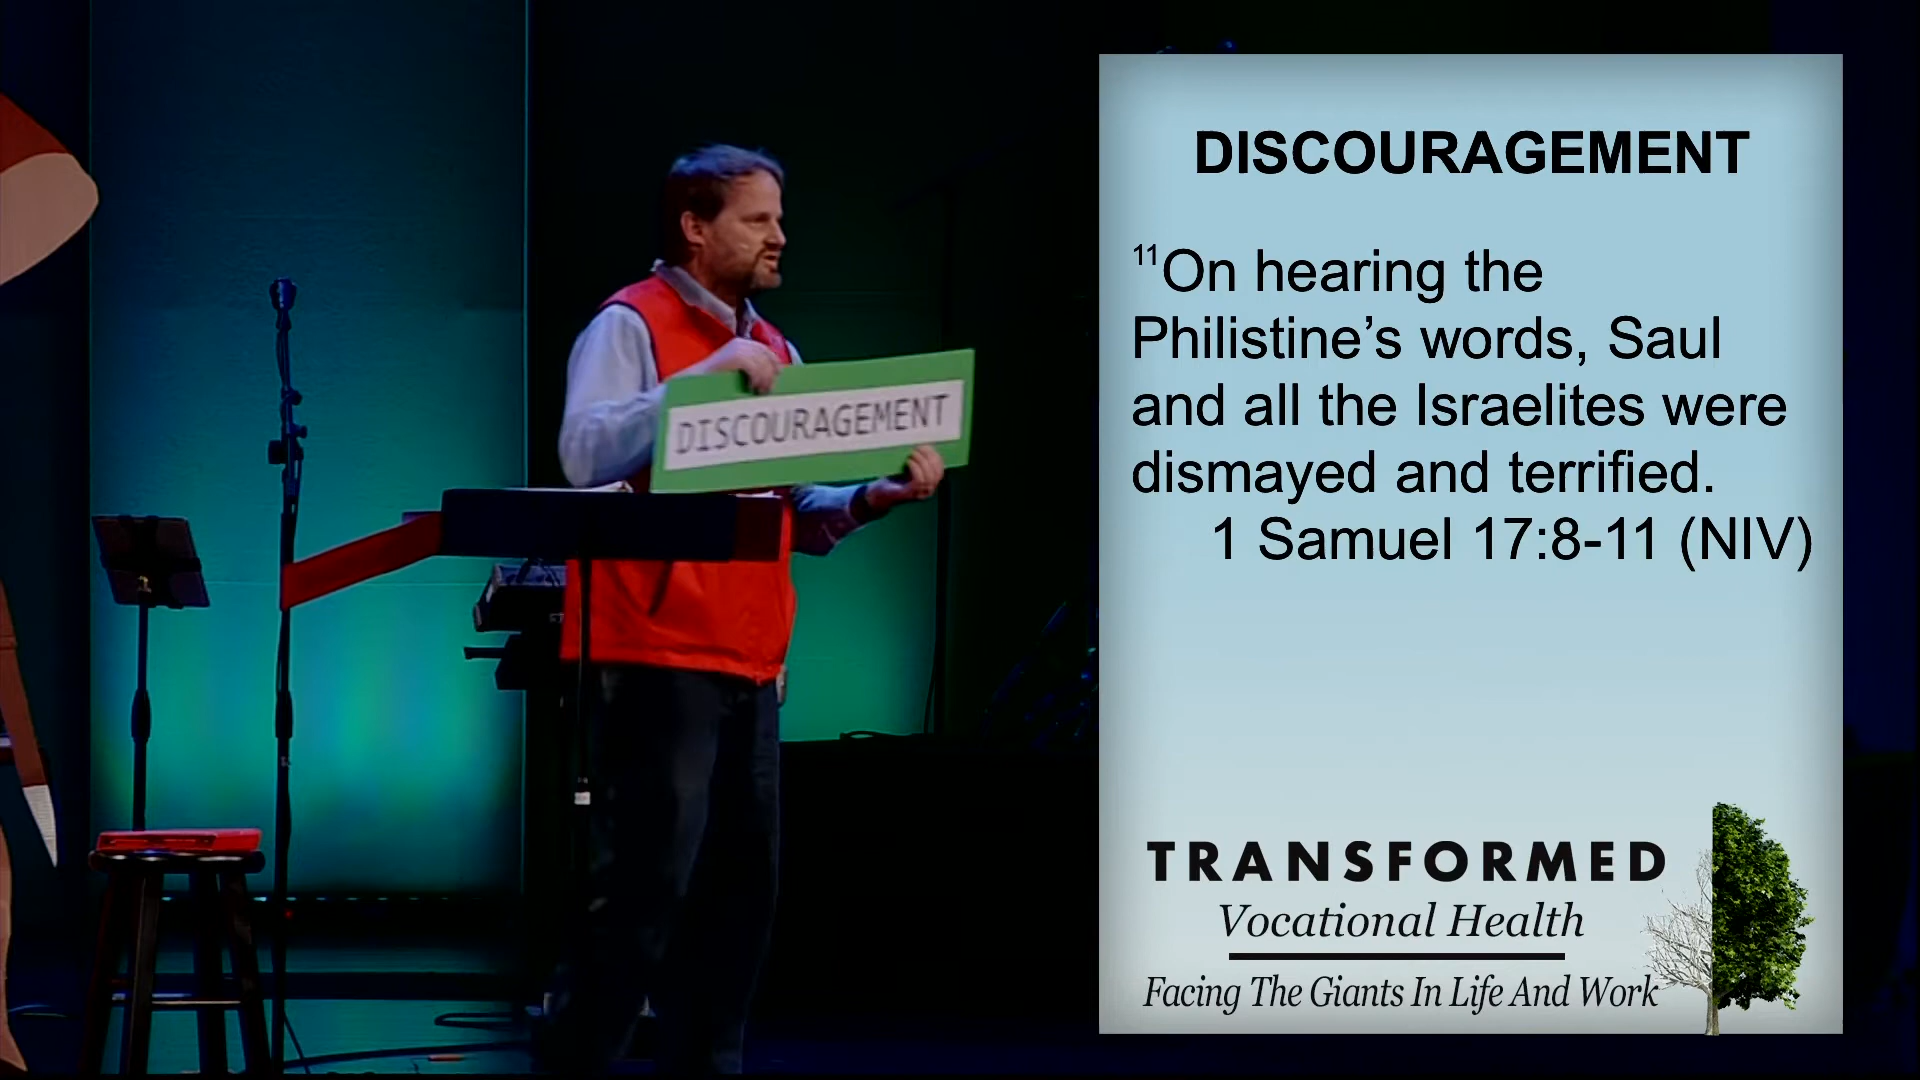 DISCOURAGEMENT
DISCOURAGEMENT
¹¹On hearing the
Philistine’s words, Saul
and all the Israelites were
dismayed and terrified.
1 Samuel 17:8-11 (NIV)
TRANSFORMED
Vocational Health
Facing The Giants In Life And Work